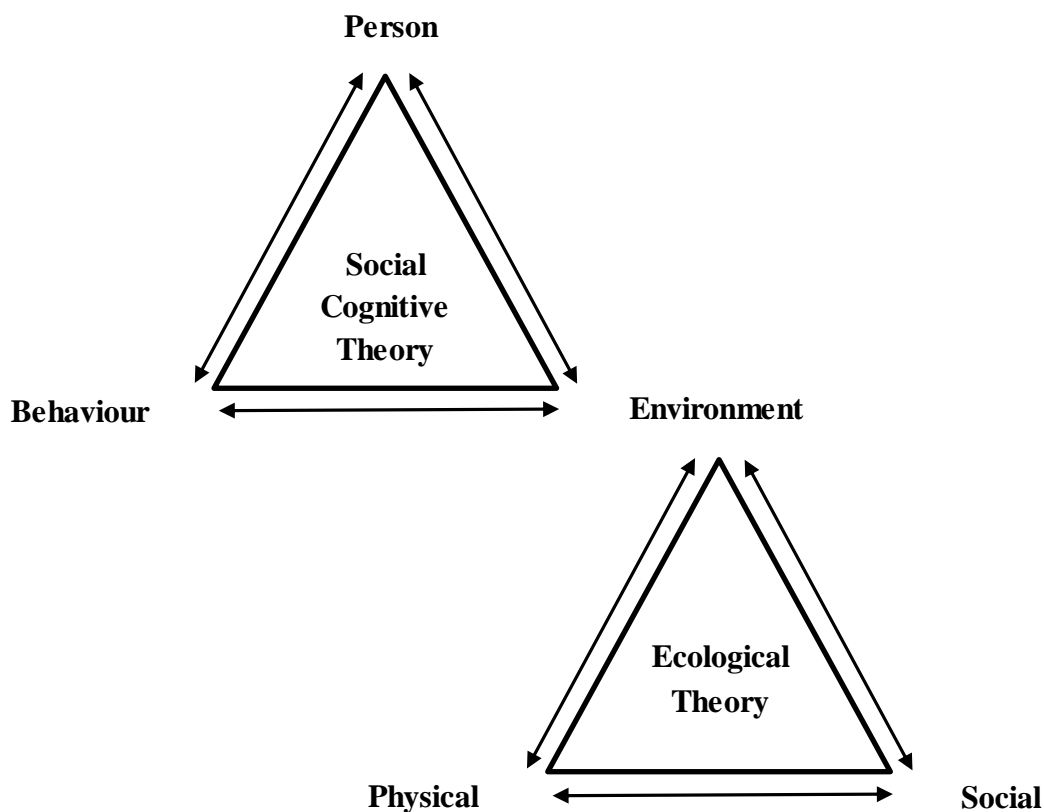 Person
Social
Cognitive
Theory
Behaviour
Environment
Ecological
Theory
Physical
Social